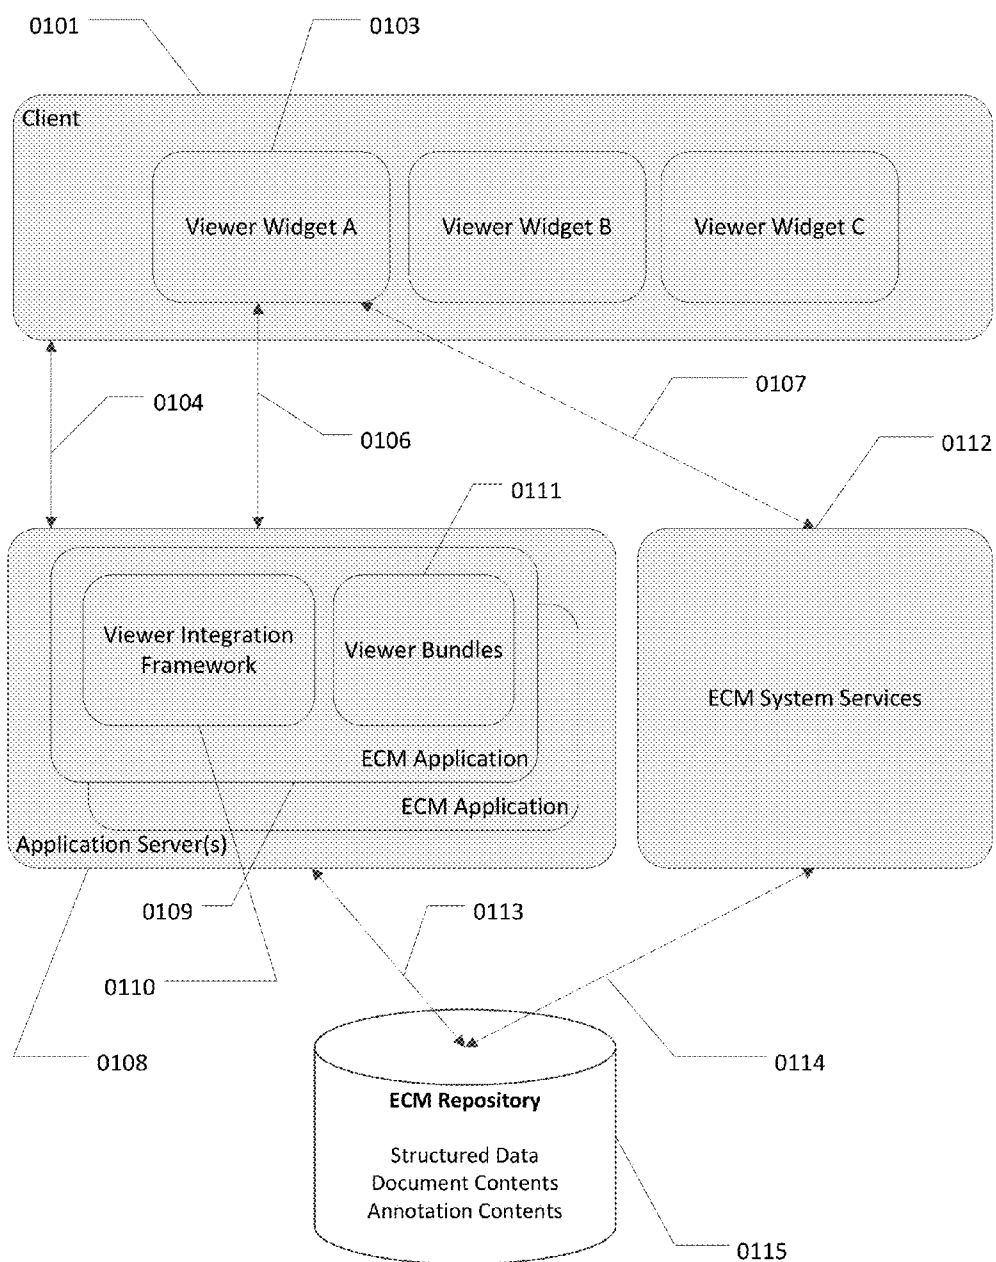 0101
0103
Client
Viewer Widget A
Viewer Widget B
Viewer Widget C
0104
0106
0107
0112
0111
Viewer Integration
Framework
Viewer Bundles
ECM System Services
ECM Application
ECM Application
Application Server(s)
0109
0113
0110
0108
0114
ECM Repository
Structured Data
Document Contents
Annotation Contents
0115